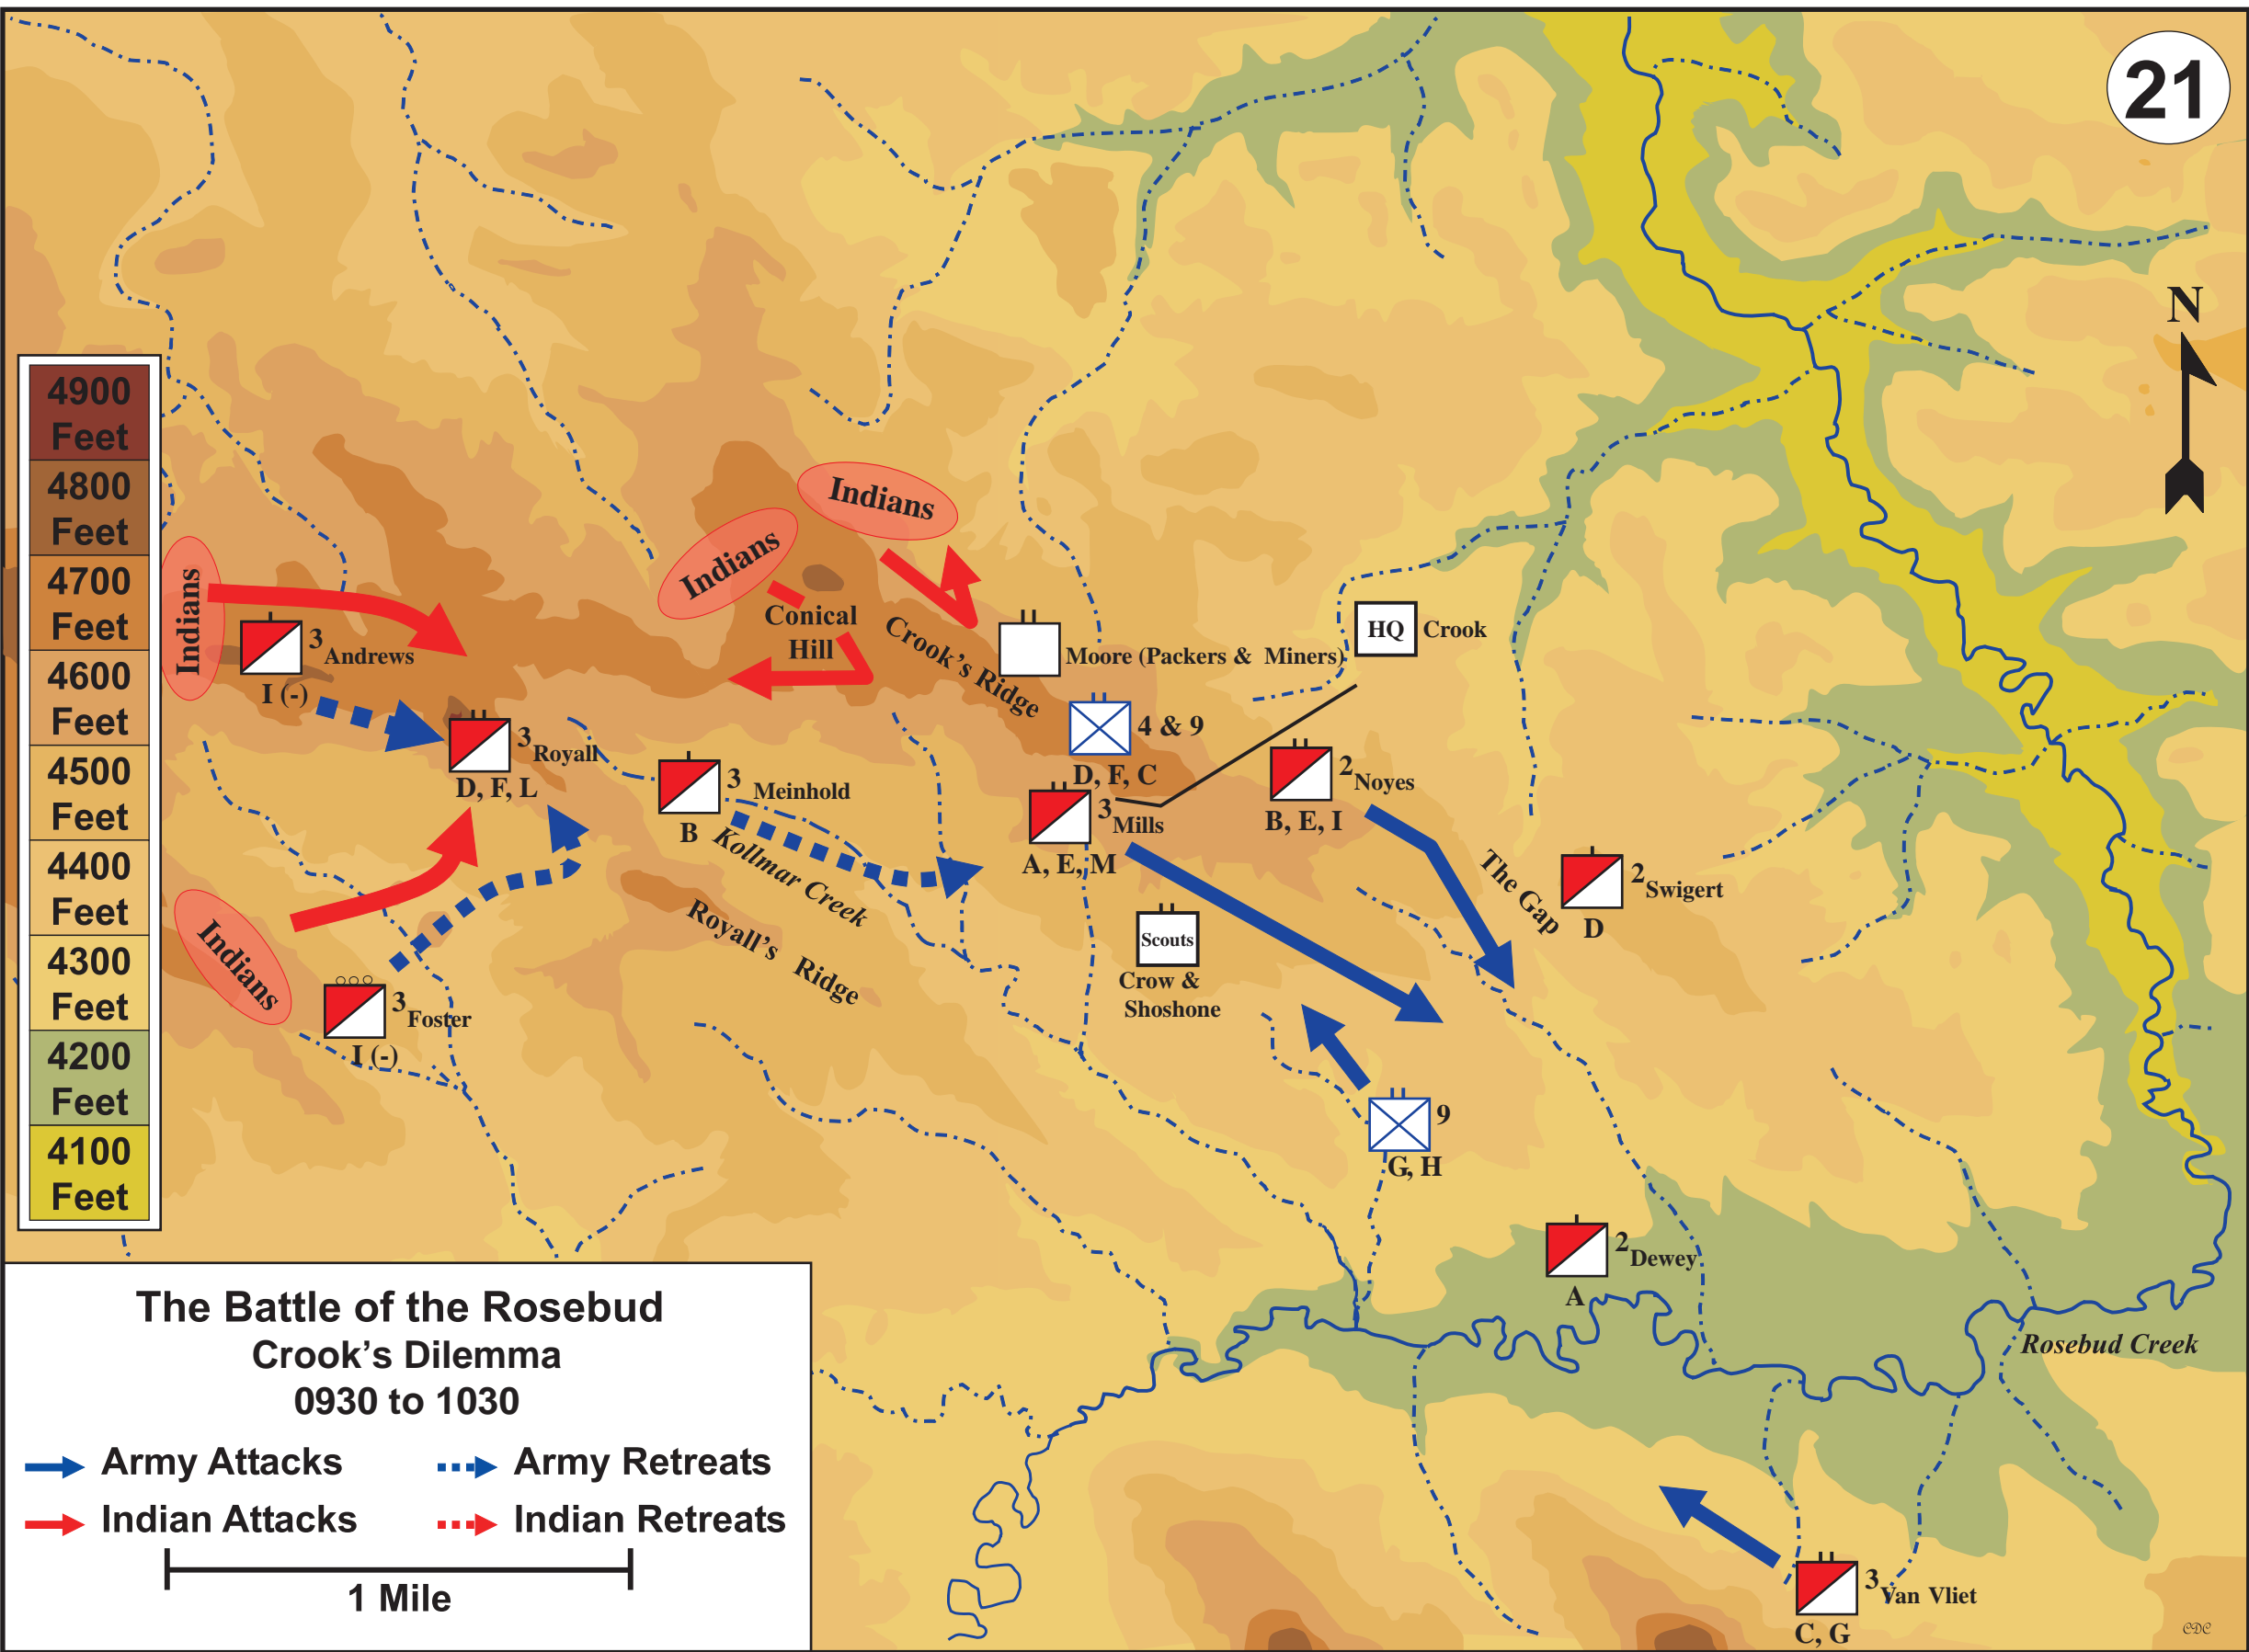 21
N
4900
Feet
4800
Feet
4700
Feet
4600
Feet
4500
Feet
4400
Feet
4300
Feet
4200
Feet
4100
Feet
Indians
Indians
Indians
Indians
Conical
Hill
Crook's Ridge
Moore (Packers & Miners)
HQ Crook
3 Andrews
I (-)
3 Royall
D, F, L
3 Meinhold
B
4 & 9
D, F, C
3 Mills
A, E, M
2 Noyes
B, E, I
The Gap
2 Swigert
D
Kollmar Creek
Royall's Ridge
Scouts
Crow &
Shoshone
3 Foster
I (-)
9
G, H
2 Dewey
A
Rosebud Creek
3 Van Vliet
C, G
The Battle of the Rosebud
Crook's Dilemma
0930 to 1030
Army Attacks
Army Retreats
Indian Attacks
Indian Retreats
1 Mile
CDC